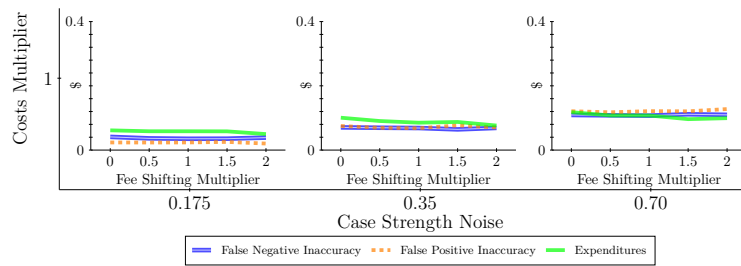 0.4 0.4 0.4
$ $ $
Costs Multiplier
1
0 0 0
0 0.5 1 1.5 2 0 0.5 1 1.5 2 0 0.5 1 1.5 2
Fee Shifting Multiplier Fee Shifting Multiplier Fee Shifting Multiplier
0.175 0.35 0.70
Case Strength Noise
False Negative Inaccuracy False Positive Inaccuracy Expenditures